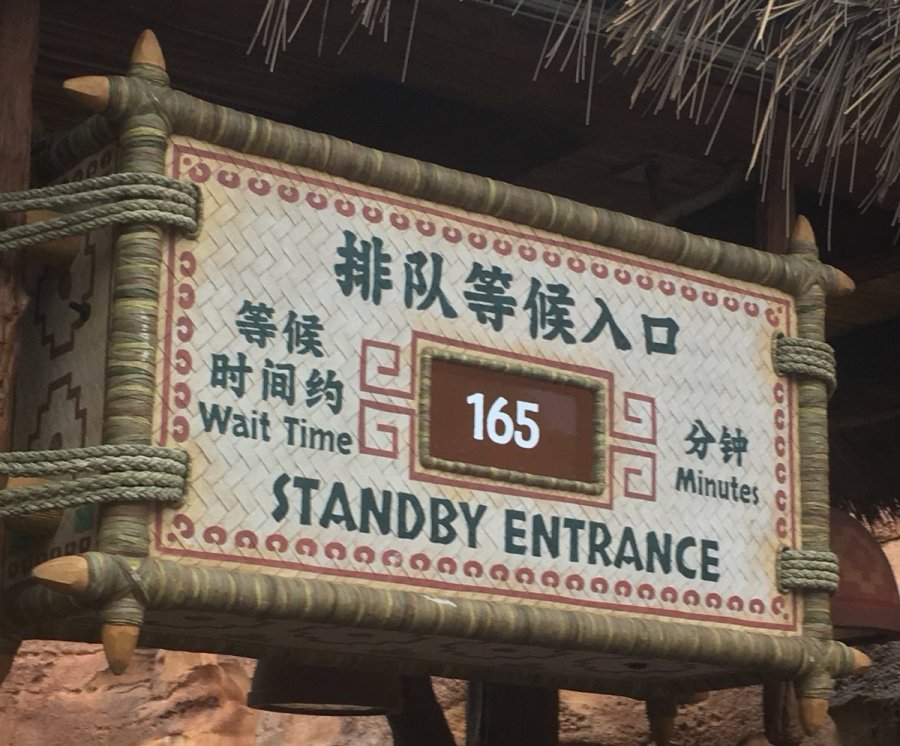 排队等候入口
等候
时间约
Wait Time
165
分钟
Minutes
STANDBY ENTRANCE